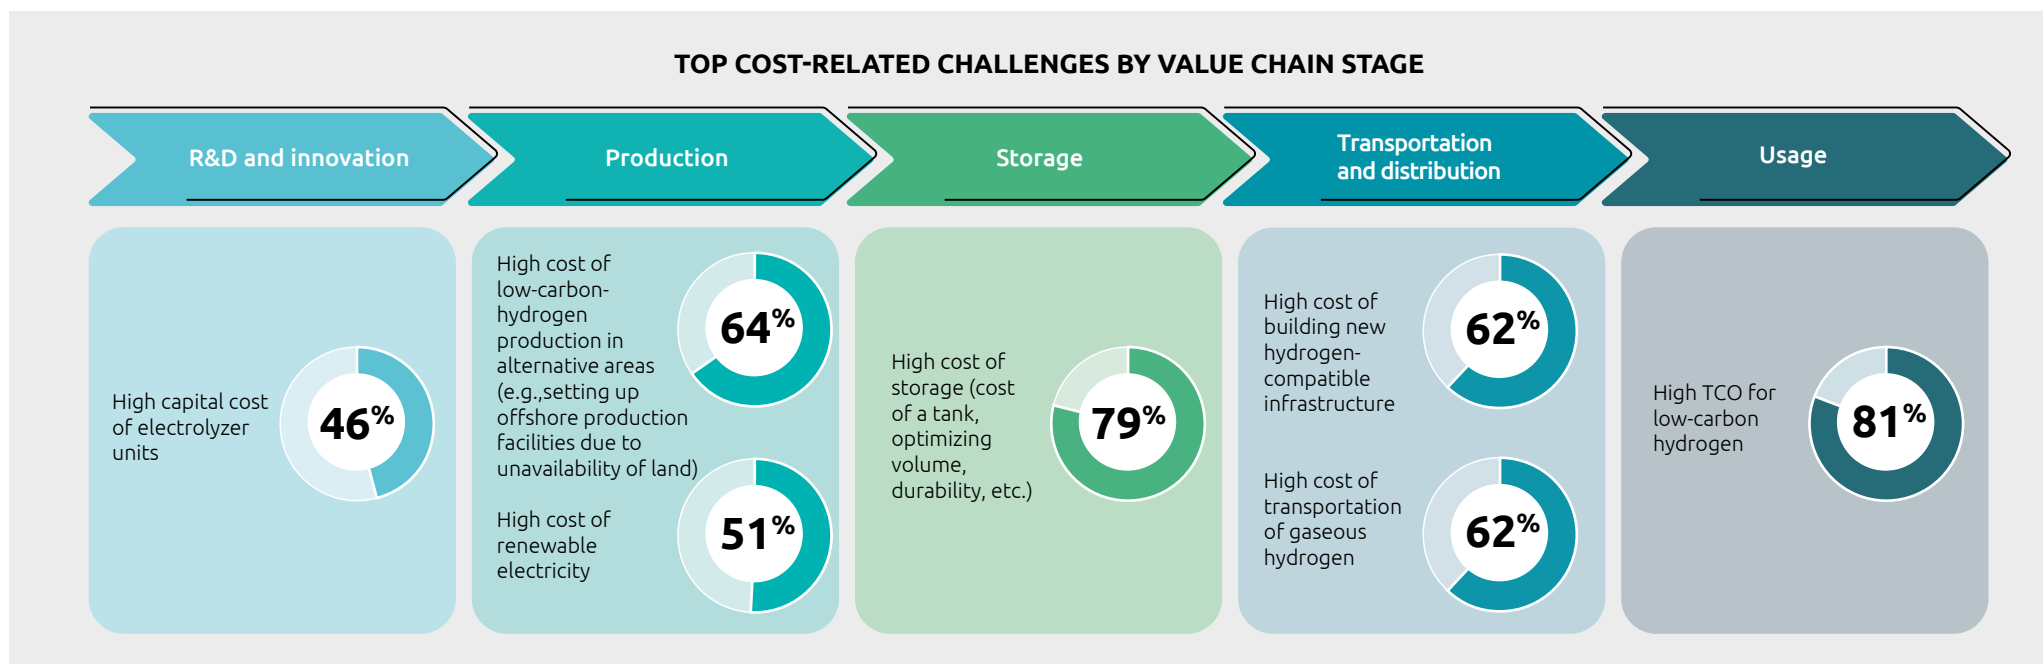 TOP COST-RELATED CHALLENGES BY VALUE CHAIN STAGE
R&D and innovation
Production
Storage
Transportation
and distribution
Usage
High capital cost
of electrolyzer
units
46%
High cost of
low-carbon-
hydrogen
production in
alternative areas
(e.g.,setting up
offshore production
facilities due to
unavailability of land)
64%
High cost of
renewable
electricity
51%
High cost of
storage (cost
of a tank,
optimizing
volume,
durability, etc.)
79%
High cost of
building new
hydrogen-
compatible
infrastructure
62%
High cost of
transportation
of gaseous
hydrogen
62%
High TCO for
low-carbon
hydrogen
81%